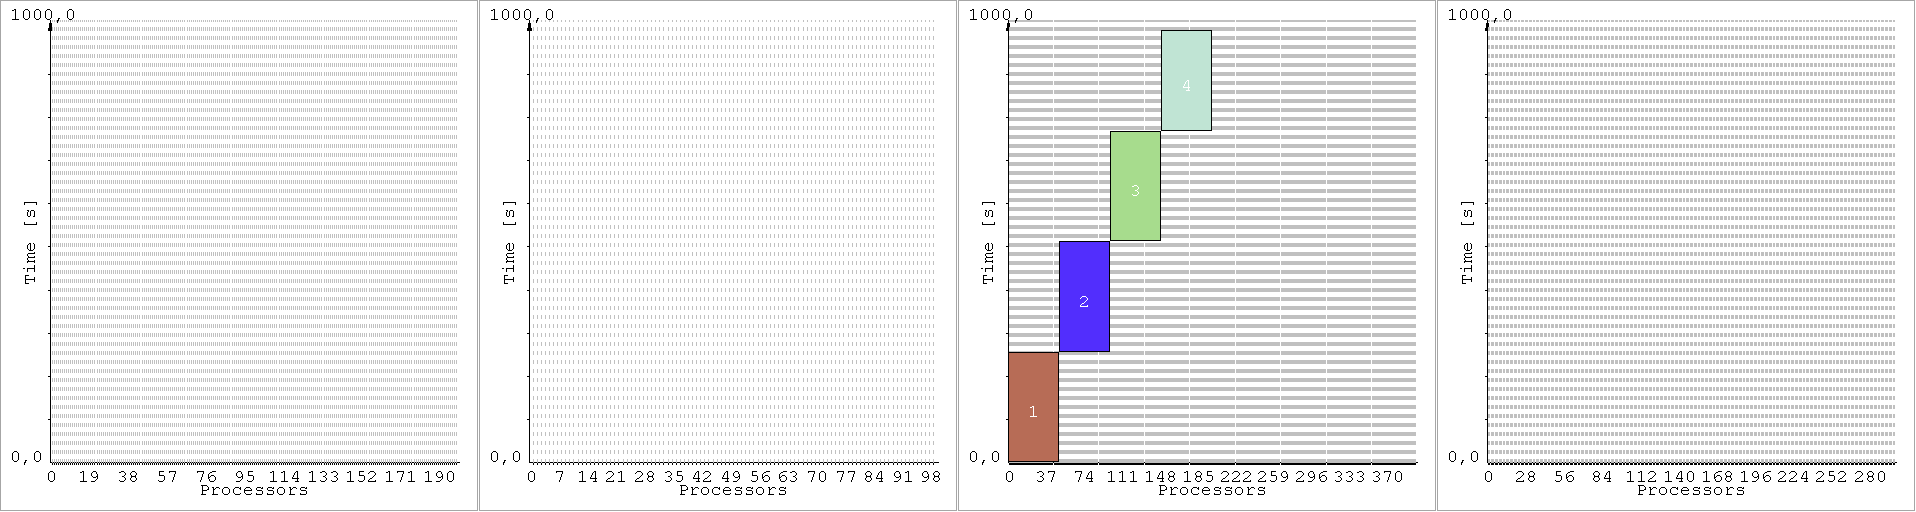 1000,0
Time [s]
0,0
0 19 38 57 76 95 114 133 152 171 190
Processors
1000,0
Time [s]
0,0
0 7 14 21 28 35 42 49 56 63 70 77 84 91 98
Processors
1000,0
4
3
Time [s]
2
1
0,0
0 37 74 111 148 185 222 259 296 333 370
Processors
1000,0
Time [s]
0,0
0 28 56 84 112 140 168 196 224 252 280
Processors